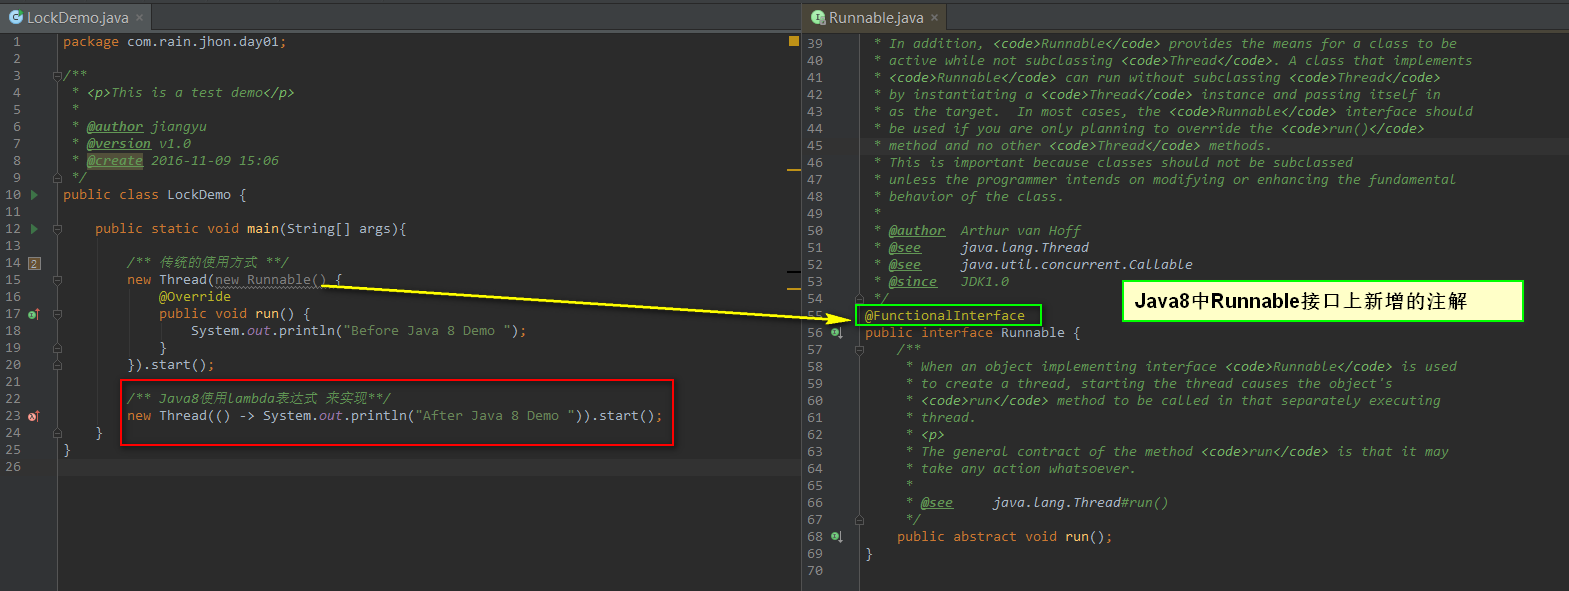 LockDemo.java
1 package com.rain.jhon.day01;
2
3 /**
4 * <p>This is a test demo</p>
5 *
6 * @author jiangyu
7 * @version v1.0
8 * @create 2016-11-09 15:06
9 */
10 public class LockDemo {
11
12 public static void main(String[] args){
13
14 /** 传统的使用方式 **/
15 new Thread(new Runnable() {
16 @Override
17 public void run() {
18 System.out.println("Before Java 8 Demo ");
19 }
20 }).start();
21
22 /** Java8使用lambda表达式 来实现**/
23 new Thread(() -> System.out.println("After Java 8 Demo ")).start();
24 }
25 }
26
Runnable.java
39 * In addition, <code>Runnable</code> provides the means for a class to be
40 * active while not subclassing <code>Thread</code>. A class that implements
41 * <code>Runnable</code> can run without subclassing <code>Thread</code>
42 * by instantiating a <code>Thread</code> instance and passing itself in
43 * as the target.  In most cases, the <code>Runnable</code> interface should
44 * be used if you are only planning to override the <code>run()</code>
45 * method and no other <code>Thread</code> methods.
46 * This is important because classes should not be subclassed
47 * unless the programmer intends on modifying or enhancing the fundamental
48 * behavior of the class.
49 *
50 * @author  Arthur van Hoff
51 * @see     java.lang.Thread
52 * @see     java.util.concurrent.Callable
53 * @since   JDK1.0
54 */
55 @FunctionalInterface
56 public interface Runnable {
57 /**
58 * When an object implementing interface <code>Runnable</code> is used
59 * to create a thread, starting the thread causes the object's
60 * <code>run</code> method to be called in that separately executing
61 * thread.
62 * <p>
63 * The general contract of the method <code>run</code> is that it may
64 * take any action whatsoever.
65 *
66 * @see     java.lang.Thread#run()
67 */
68 public abstract void run();
69 }
70
Java8中Runnable接口上新增的注解